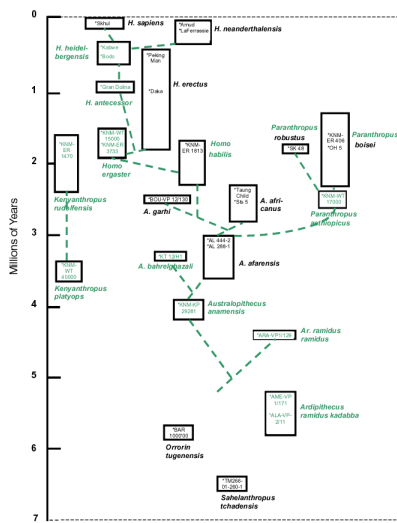 0
*Skhul
H. sapiens
*Amud
*LaFerrassie
H. neanderthalensis
H. heidel-
bergensis
*Kabwe
*Bodo
*Peking
Man
*Daka
H. erectus
1
*Gran Dolina
H. antecessor
*KNM-WT
15000
*KNM-ER
3733
Homo
ergaster
*KNM-
ER
1470
Kenyanthropus
rudolfensis
*KNM-
ER 1813
Homo
habilis
Paranthropus
robustus
*SK 48
*KNM-
ER 406
*OH 5
Paranthropus
boisei
2
*BOU-VP 12/130
A. garhi
*Taung
Child
*Sts 5
A. afri-
canus
*KNM-WT
17000
Paranthropus
aethiopicus
3
Millions of Years
*AL 444-2
*AL 288-1
A. afarensis
*KT 12/H1
A. bahrelghazali
*KNM-
WT
40000
Kenyanthropus
platyops
4
*KNM-KP
29281
Australopithecus
anamensis
*ARA-VP1/129
Ar. ramidus
ramidus
5
*AME-VP
1/171
*ALA-VP-
2/11
Ardipithecus
ramidus kadabba
*BAR
1000'00
Orrorin
tugenensis
6
*TM266-
01-260-1
Sahelanthropus
tchadensis
7